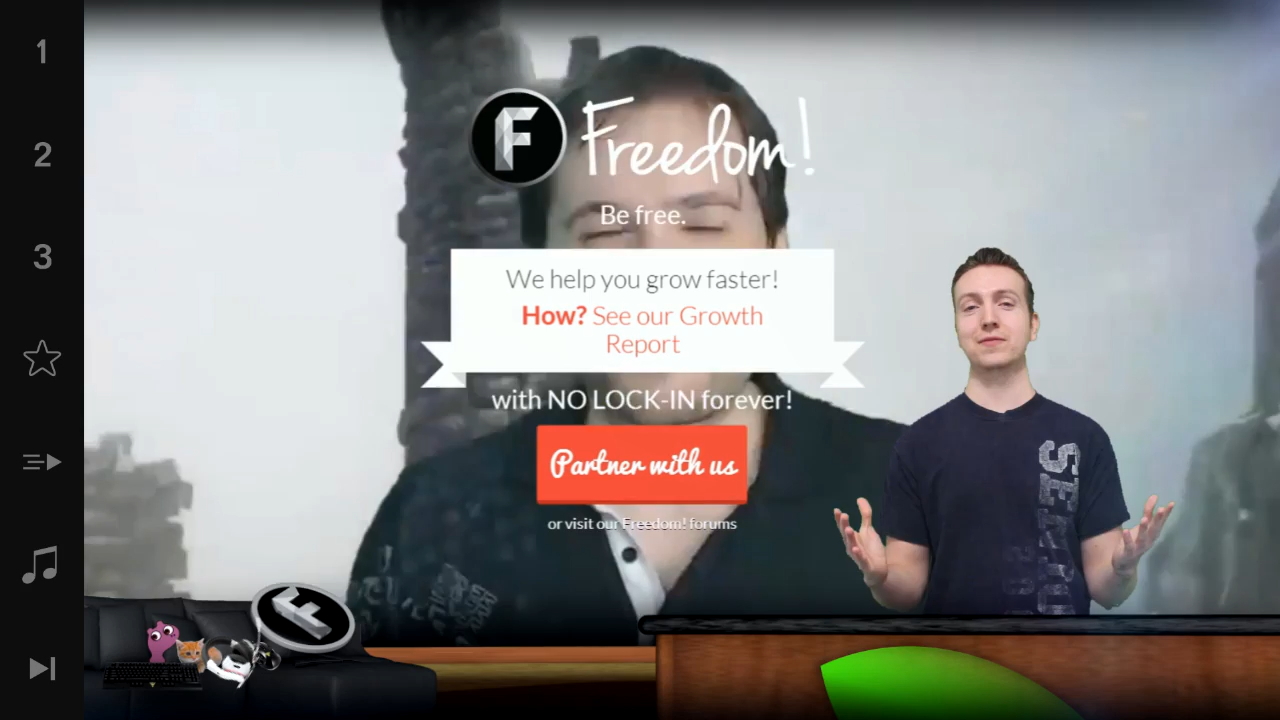 1
2
3
F Freedom!
Be free.
We help you grow faster!
How? See our Growth
Report
with NO LOCK-IN forever!
Partner with us
or visit our Freedom! forums
F